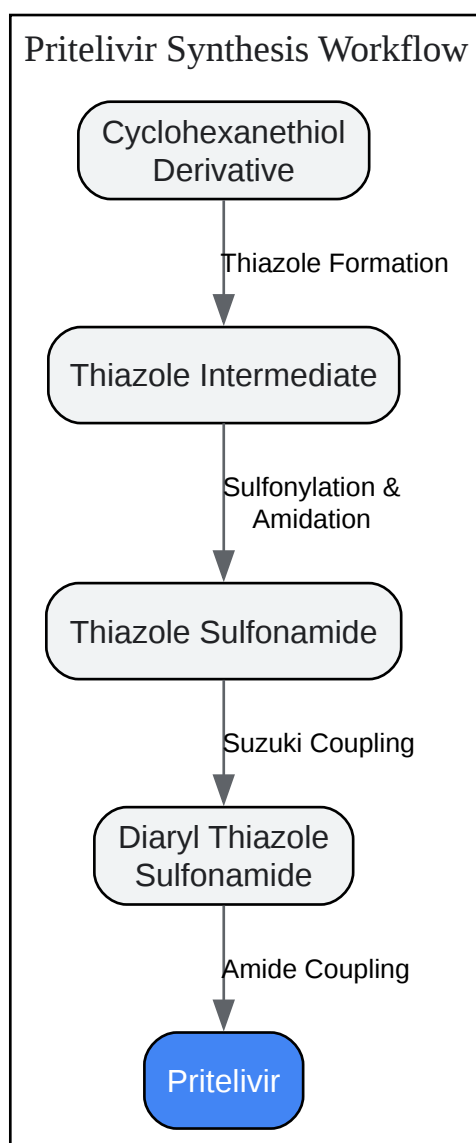 Pritelivir Synthesis Workflow
Cyclohexanethiol
Derivative
Thiazole Formation
Thiazole Intermediate
Sulfonylation &
Amidation
Thiazole Sulfonamide
Suzuki Coupling
Diaryl Thiazole
Sulfonamide
Amide Coupling
Pritelivir